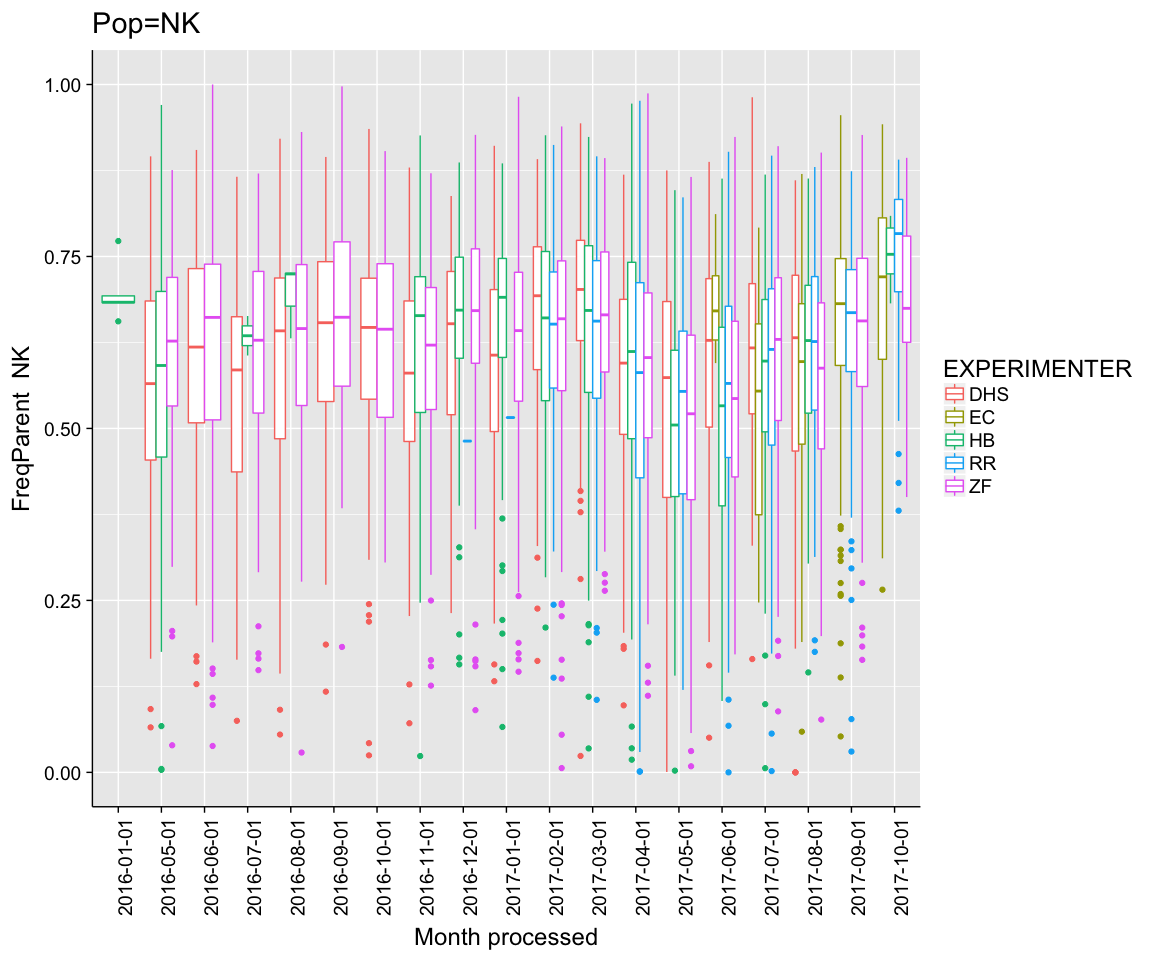 Pop=NK
FreqParent NK
1.00
0.75
0.50
0.25
0.00
2016-01-01
2016-05-01
2016-06-01
2016-07-01
2016-08-01
2016-09-01
2016-10-01
2016-11-01
2016-12-01
2017-01-01
2017-02-01
2017-03-01
2017-04-01
2017-05-01
2017-06-01
2017-07-01
2017-08-01
2017-09-01
2017-10-01
Month processed
EXPERIMENTER
DHS
EC
HB
RR
ZF